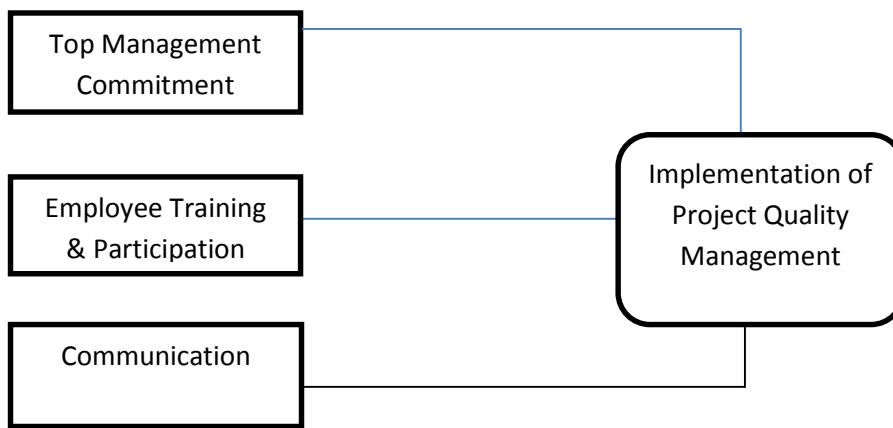 Top Management
Commitment
Employee Training
& Participation
Communication
Implementation of
Project Quality
Management